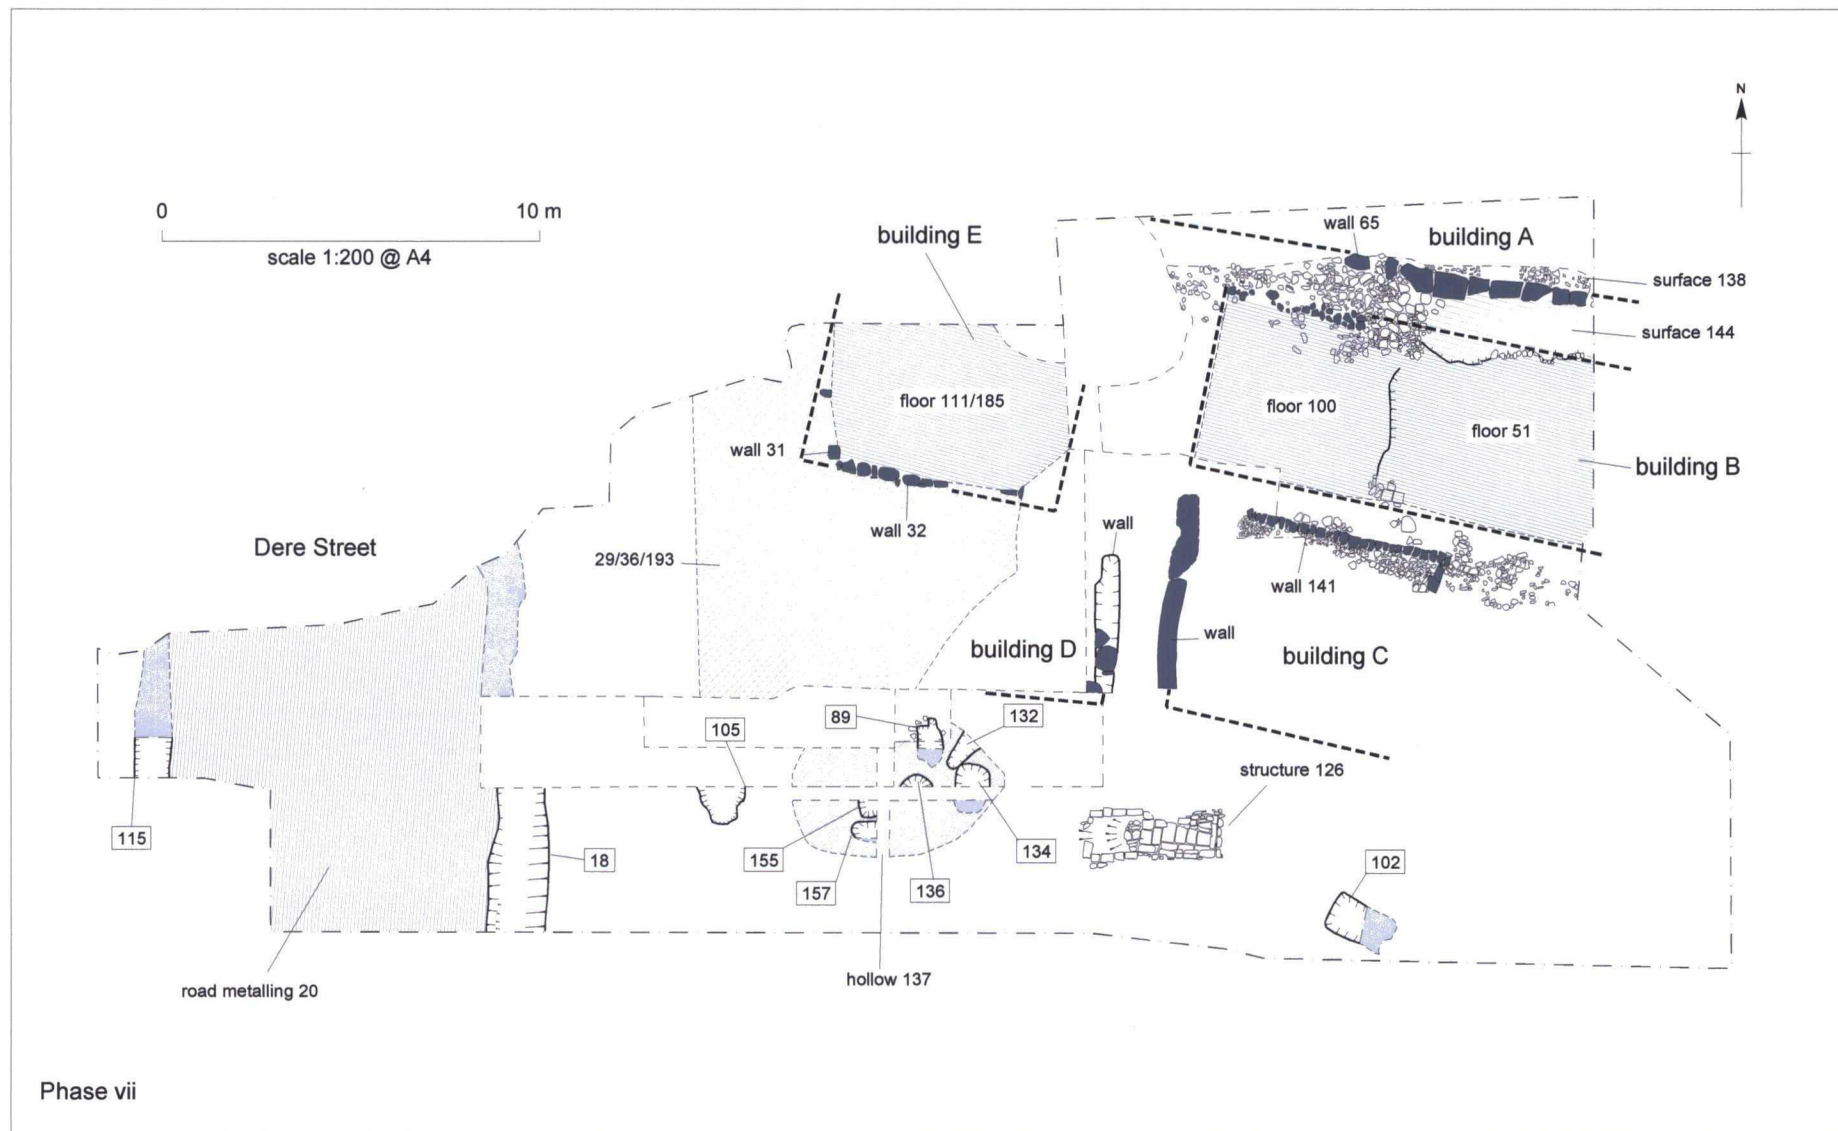 N
0 10 m
scale 1:200 @ A4
building E
wall 65
building A
surface 138
surface 144
floor 111/185
floor 100
floor 51
wall 31
building B
wall 32
wall
Dere Street
29/36/193
wall 141
wall
building D
building C
89
132
105
structure 126
115
18
155
134
102
157
136
hollow 137
road metalling 20
Phase vii